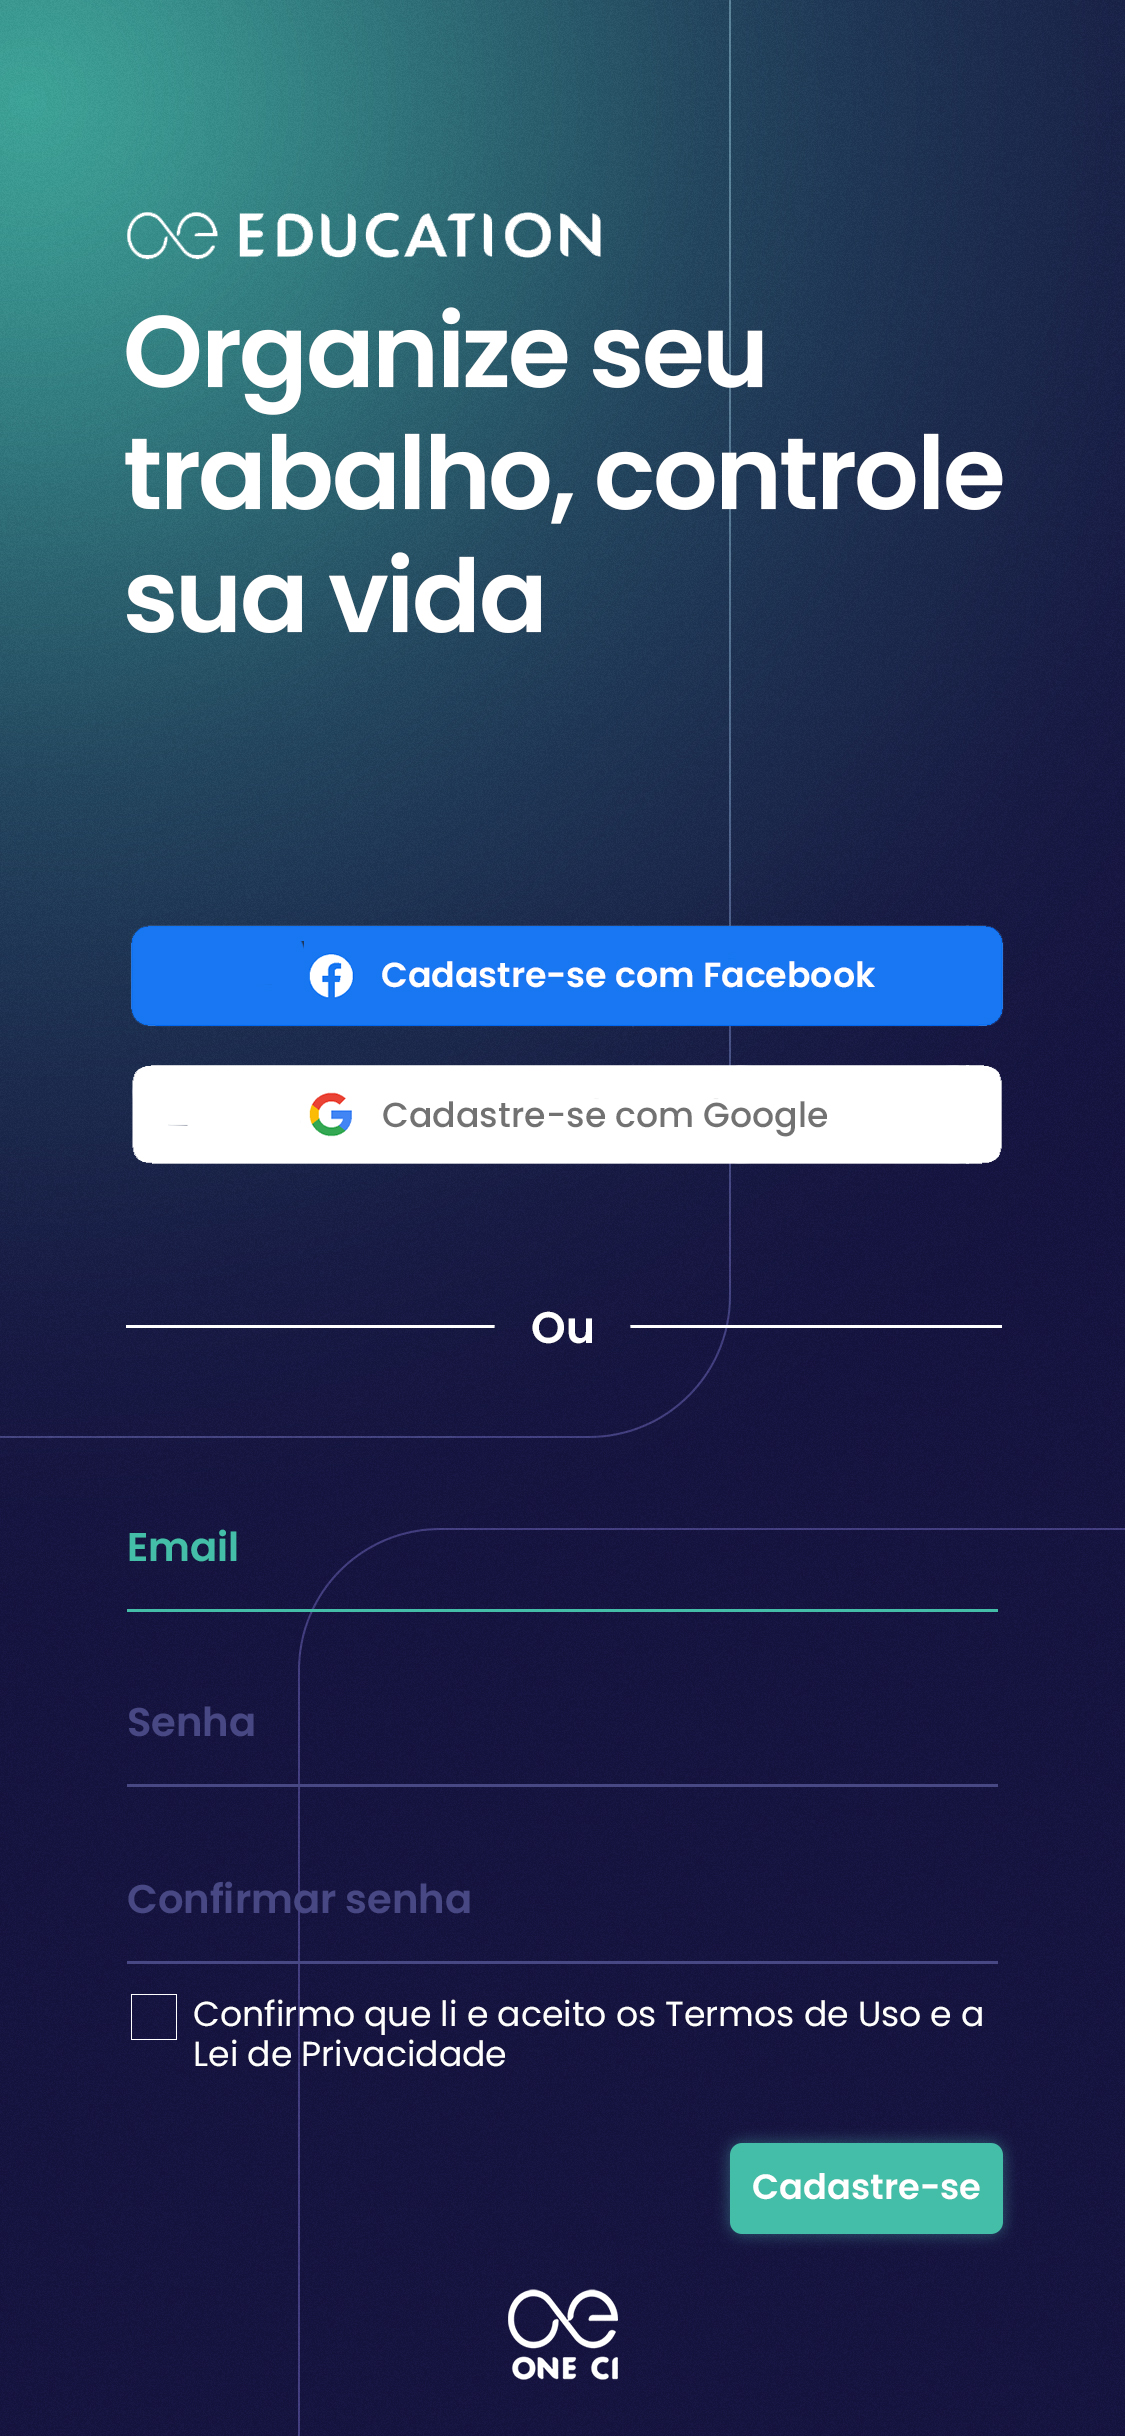 EDUCATION
Organize seu
trabalho, controle
sua vida
Cadastre-se com Facebook
Cadastre-se com Google
Ou
Email
Senha
Confirmar senha
Confirmo que li e aceito os Termos de Uso e a
Lei de Privacidade
Cadastre-se
ONE CI